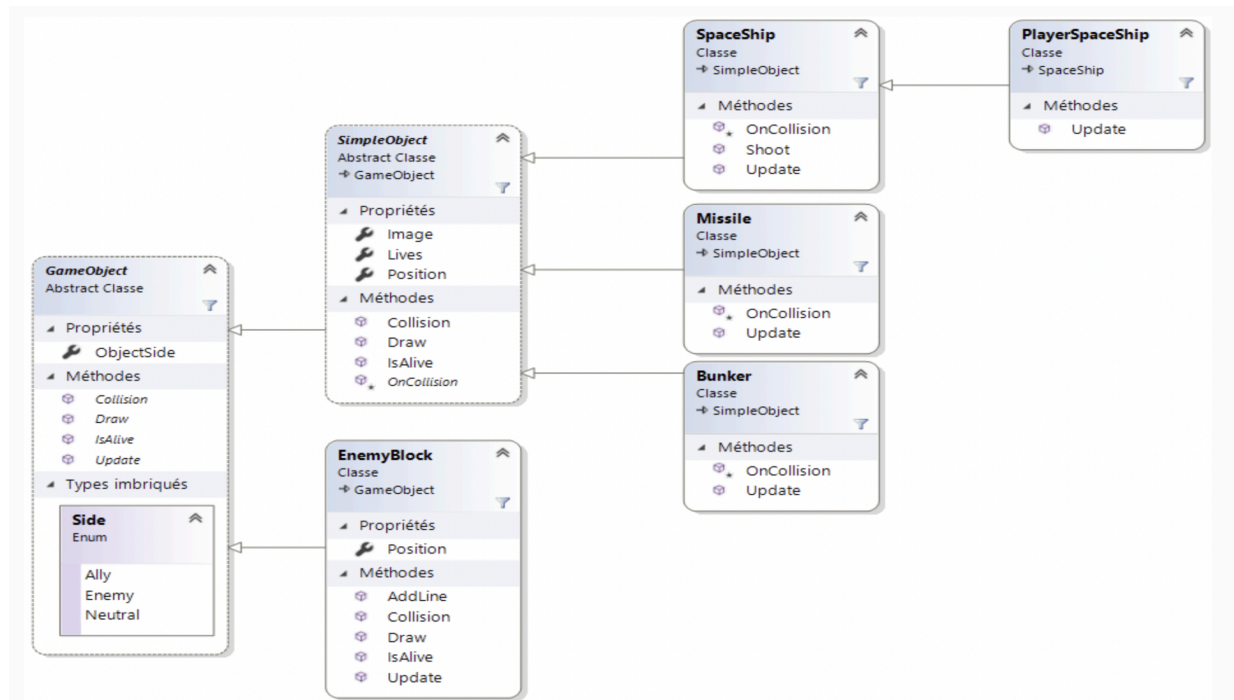 GameObject
Abstract Classe
Propriétés
ObjectSide
Méthodes
Collision
Draw
IsAlive
Update
Types imbriqués
Side
Enum
Ally
Enemy
Neutral
SimpleObject
Abstract Classe
GameObject
Propriétés
Image
Lives
Position
Méthodes
Collision
Draw
IsAlive
OnCollision
EnemyBlock
Classe
GameObject
Propriétés
Position
Méthodes
AddLine
Collision
Draw
IsAlive
Update
SpaceShip
Classe
SimpleObject
Méthodes
OnCollision
Shoot
Update
Missile
Classe
SimpleObject
Méthodes
OnCollision
Update
Bunker
Classe
SimpleObject
Méthodes
OnCollision
Update
PlayerSpaceShip
Classe
SpaceShip
Méthodes
Update